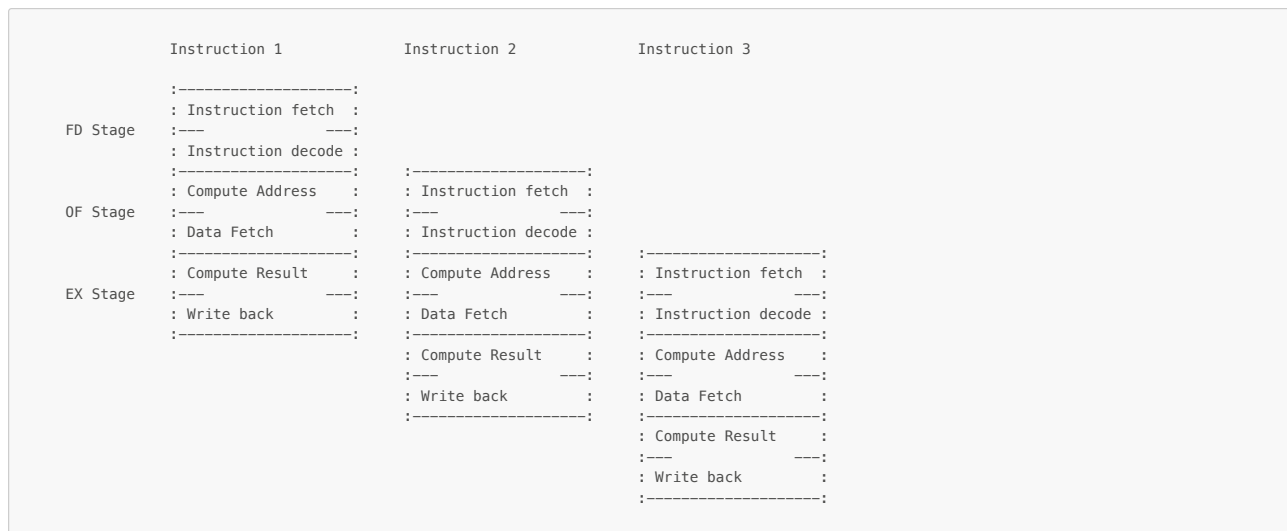 Instruction 1 Instruction 2 Instruction 3
:--------------------:
: Instruction fetch :
FD Stage :--- ---:
: Instruction decode :
:--------------------: :--------------------:
: Compute Address : : Instruction fetch :
OF Stage :--- ---: :--- ---:
: Data Fetch : : Instruction decode :
:--------------------: :--------------------: :--------------------:
: Compute Result : : Compute Address : : Instruction fetch :
EX Stage :--- ---: :--- ---: :--- ---:
: Write back : : Data Fetch : : Instruction decode :
:--------------------: :--------------------: :--------------------:
: Compute Result : : Compute Address :
:--- ---: :--- ---:
: Write back : : Data Fetch :
:--------------------: :--------------------:
: Compute Result :
:--- ---:
: Write back :
:--------------------: